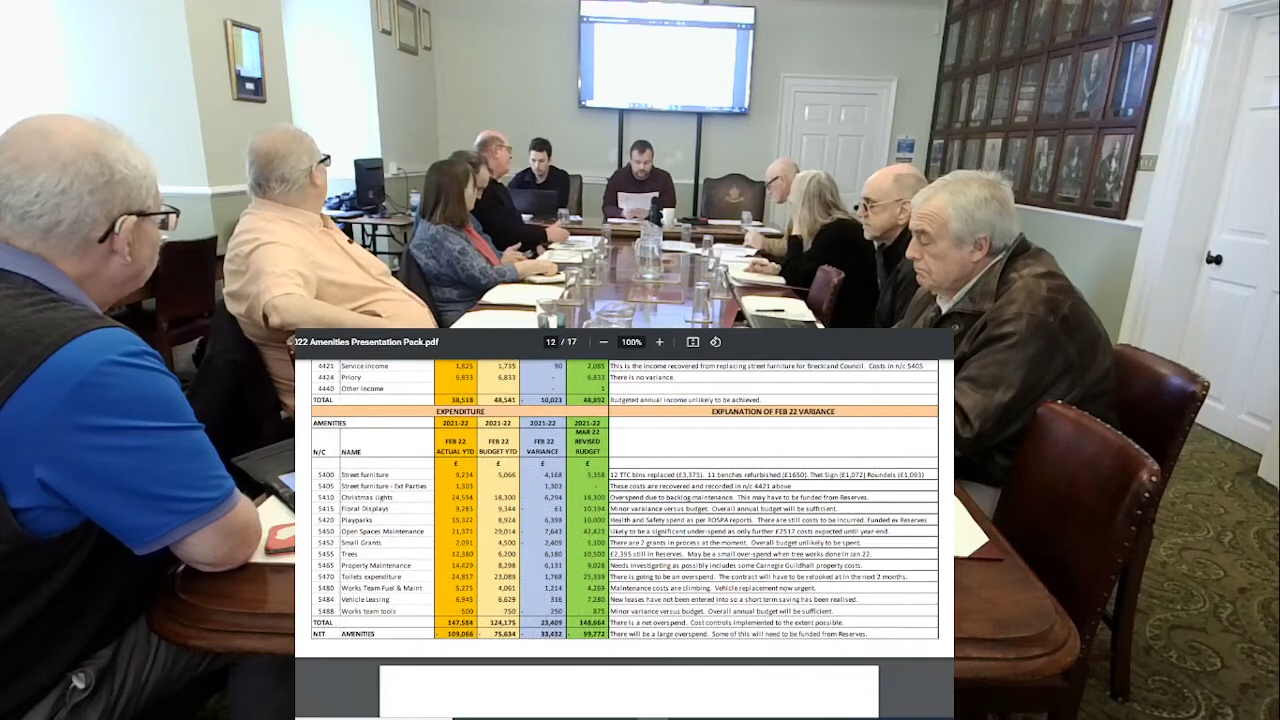 022 Amenities Presentation Pack.pdf 12 / 17 — 100% +
4421 Service income 1,825 1,735 90 2,085 This is the income recovered from replacing street furniture for Breckland Council. Costs in n/c 5405
4424 Priory 6,833 6,833 - 6,833 There is no variance.
4440 Other income - 1
TOTAL 38,518 48,541 - 10,023 48,892 Budgeted annual income unlikely to be achieved.
EXPENDITURE EXPLANATION OF FEB 22 VARIANCE
AMENITIES 2021-22 2021-22 2021-22 2021-22
N/C NAME FEB 22 ACTUAL YTD FEB 22 BUDGET YTD FEB 22 VARIANCE MAR 22 REVISED BUDGET
£ £ £ £
5400 Street furniture 9,234 5,066 4,168 5,358 12 TTC bins replaced (£3,375). 11 benches refurbished (£1650). Thet Sign (£1,072) Roundels (£1,093)
5405 Street furniture - Ext Parties 1,303 1,303 - These costs are recovered and recorded in n/c 4421 above
5410 Christmas Lights 24,594 18,300 6,294 18,300 Overspend due to backlog maintenance. This may have to be funded from Reserves.
5415 Floral Displays 9,283 9,344 - 61 10,194 Minor variance versus budget. Overall annual budget will be sufficient.
5420 Playparks 15,322 8,924 6,398 10,000 Health and Safety spend as per ROSPA reports. There are still costs to be incurred. Funded ex Reserves
5450 Open Spaces Maintenance 21,371 29,014 - 7,643 42,421 Likely to be a significant under-spend as only further £2517 costs expected until year-end.
5452 Small Grants 2,091 4,500 - 2,409 5,100 There are 2 grants in process at the moment. Overall budget unlikely to be spent.
5455 Trees 12,380 6,200 6,180 10,500 £2,395 still in Reserves. May be a small over-spend when tree works done in Jan 22.
5465 Property Maintenance 14,429 8,298 6,131 9,026 Needs investigating as possibly includes some Carnegie Guildhall property costs.
5470 Toilets expenditure 24,857 23,089 1,768 25,339 There is going to be an overspend. The contract will have to be relooked at in the next 2 months.
5480 Works Team Fuel & Maint 5,275 4,061 1,214 4,269 Maintenance costs are climbing. Vehicle replacement now urgent.
5484 Vehicle Leasing 6,945 6,629 316 7,280 New leases have not been entered into so a short term saving has been realised.
5488 Works team tools 500 750 - 250 875 Minor variance versus budget. Overall annual budget will be sufficient.
TOTAL 147,584 124,175 23,409 148,664 There is a net overspend. Cost controls implemented to the extent possible.
NET AMENITIES - 109,066 - 75,634 - 33,432 - 99,772 There will be a large overspend. Some of this will need to be funded from Reserves.